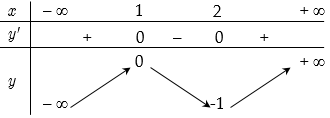 x − ∞ 1 2 + ∞
y′ + 0 − 0 +
0 + ∞
y
− ∞ -1